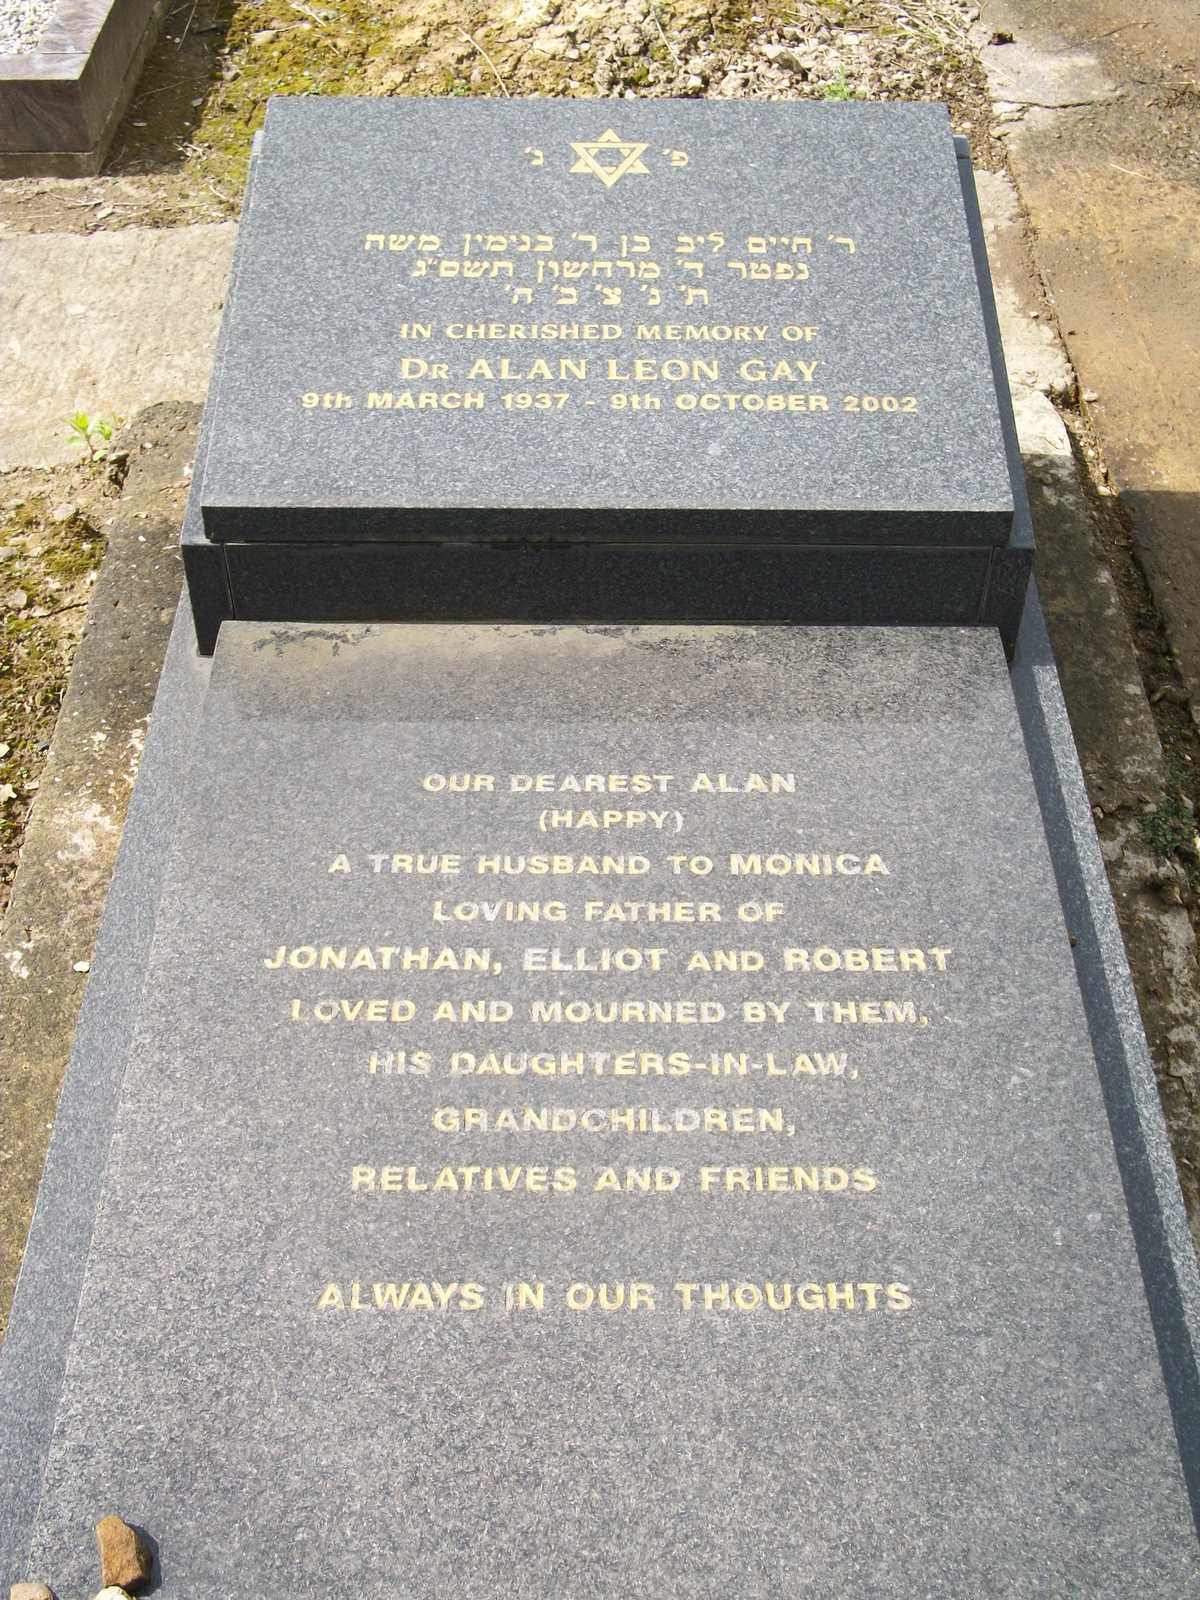 פ' נ'
ר' חיים ליב בן ר' בנימין משה
נפטר ד' מרחשון תשס"ג
ת' נ' צ' ב' ה'
IN CHERISHED MEMORY OF
DR ALAN LEON GAY
9th MARCH 1937 - 9th OCTOBER 2002
OUR DEAREST ALAN
(HAPPY)
A TRUE HUSBAND TO MONICA
LOVING FATHER OF
JONATHAN, ELLIOT AND ROBERT
LOVED AND MOURNED BY THEM,
HIS DAUGHTERS-IN-LAW,
GRANDCHILDREN,
RELATIVES AND FRIENDS
ALWAYS IN OUR THOUGHTS